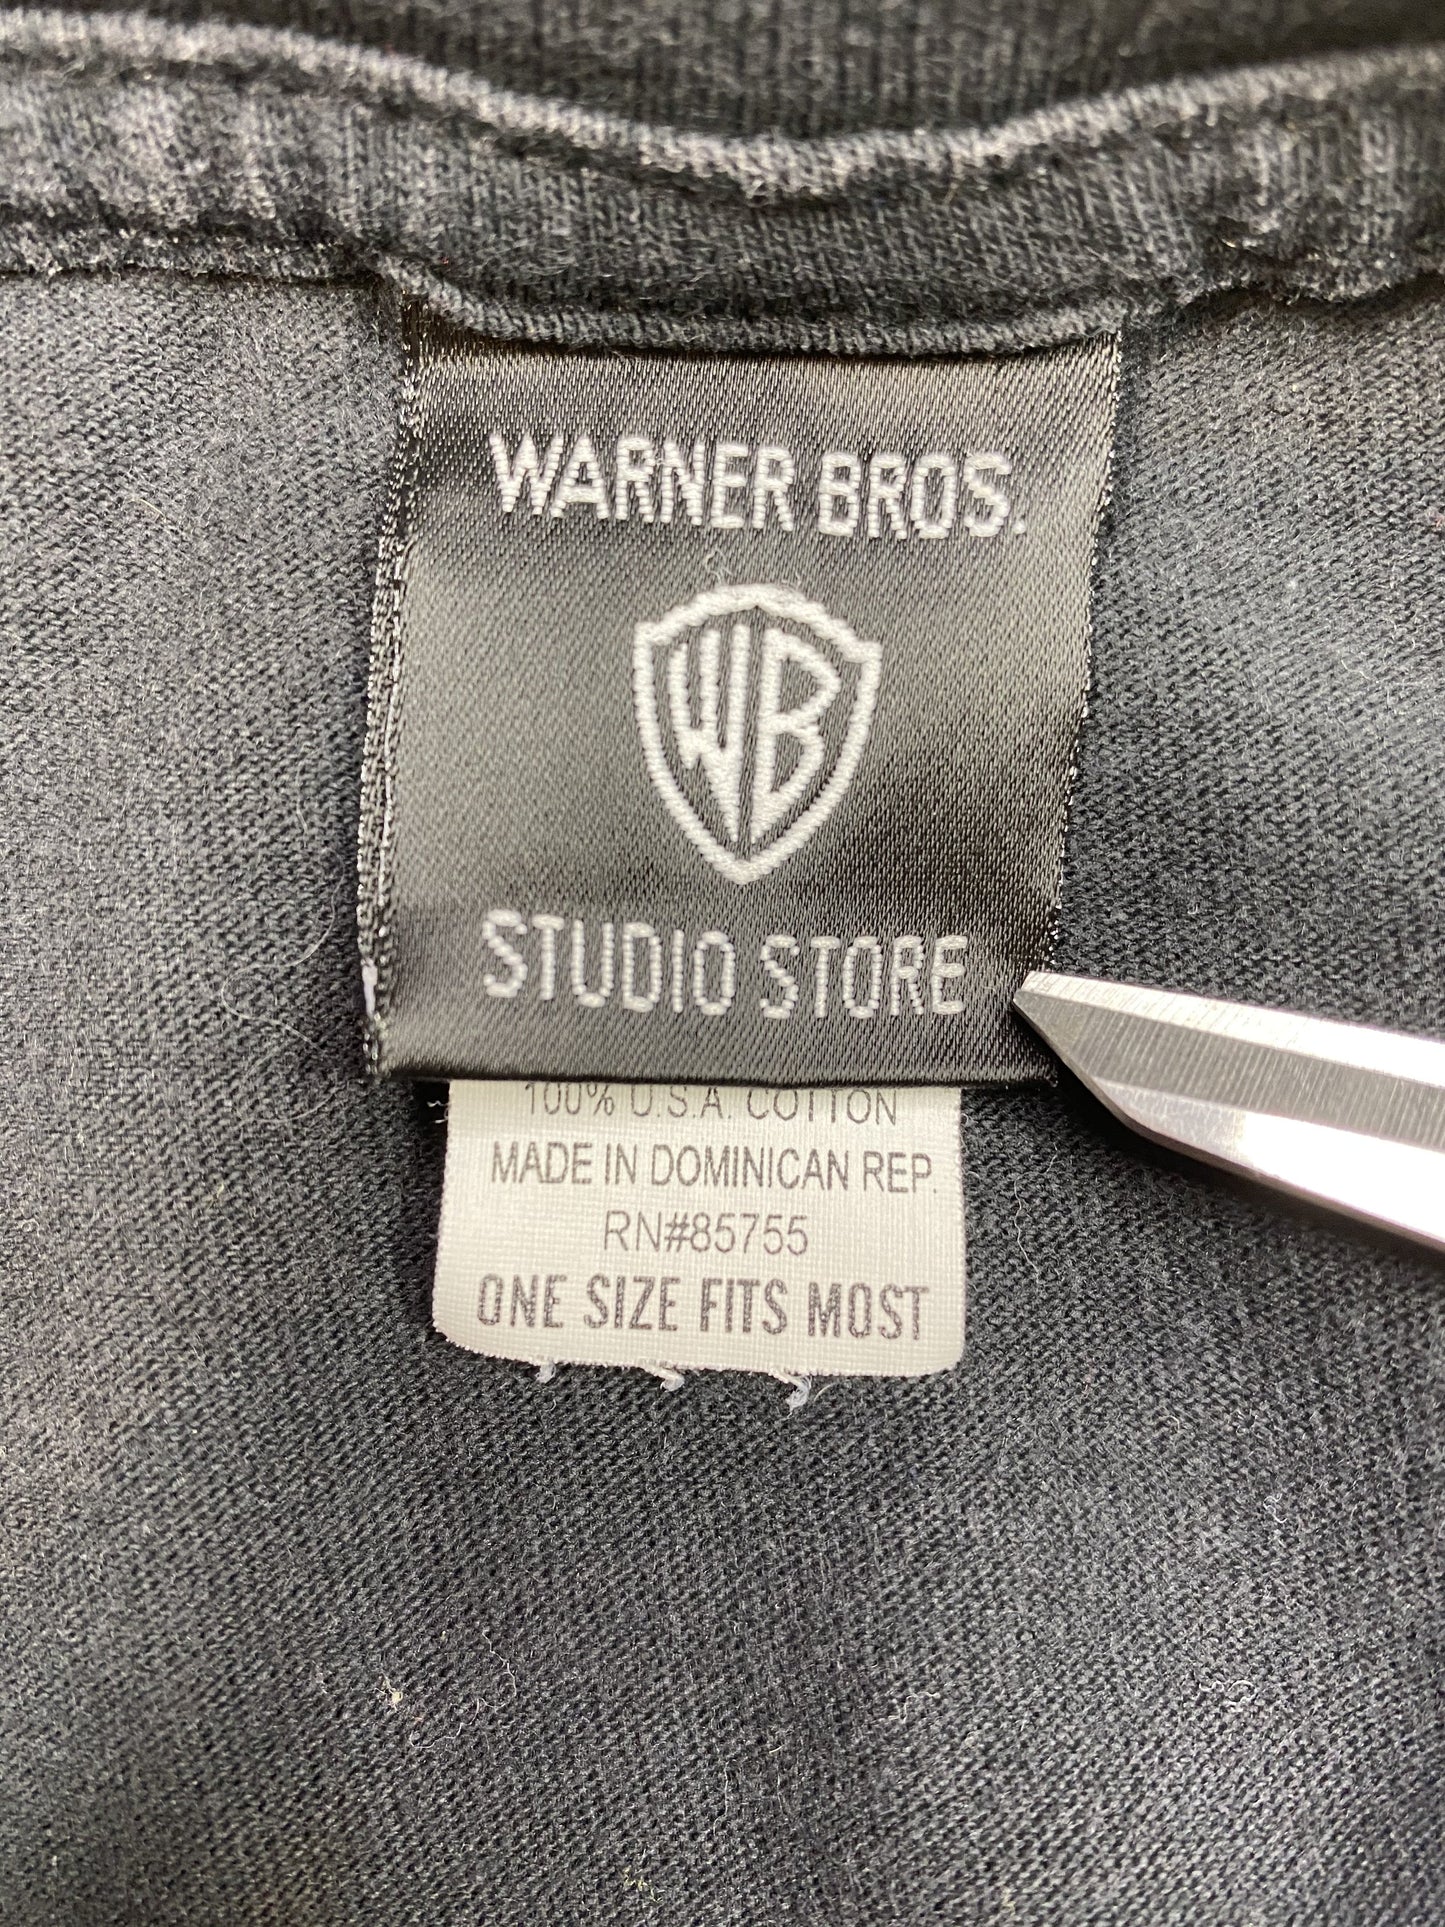 WARNER BROS.
WB
STUDIO STORE
100% U.S.A. COTTON
MADE IN DOMINICAN REP.
RN#85755
ONE SIZE FITS MOST